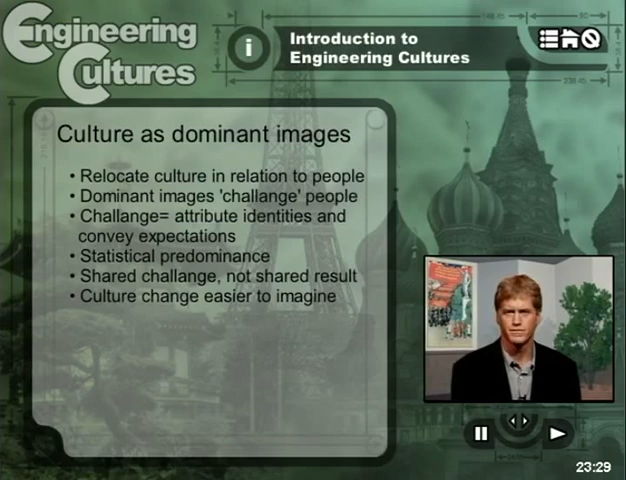 Engineering
Cultures
i
Introduction to
Engineering Cultures
Culture as dominant images
• Relocate culture in relation to people
• Dominant images 'challange' people
• Challange= attribute identities and
convey expectations
• Statistical predominance
• Shared challange, not shared result
• Culture change easier to imagine
23:29